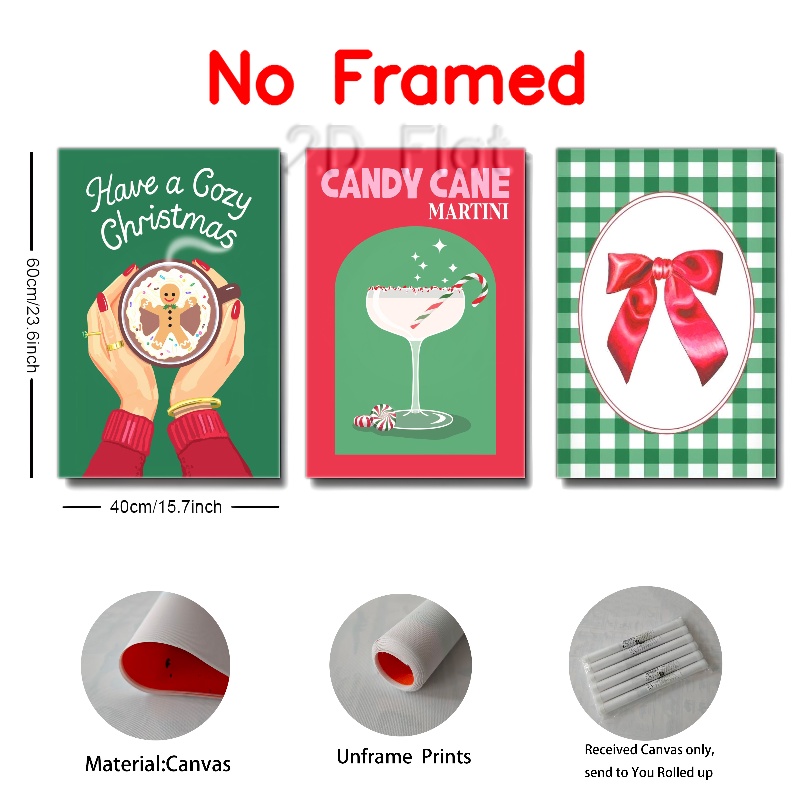 No Framed
2D Flat
Have a Cozy
Christmas
CANDY CANE
MARTINI
60cm/23.6inch
40cm/15.7inch
Material:Canvas
Unframe Prints
Received Canvas only,
send to You Rolled up